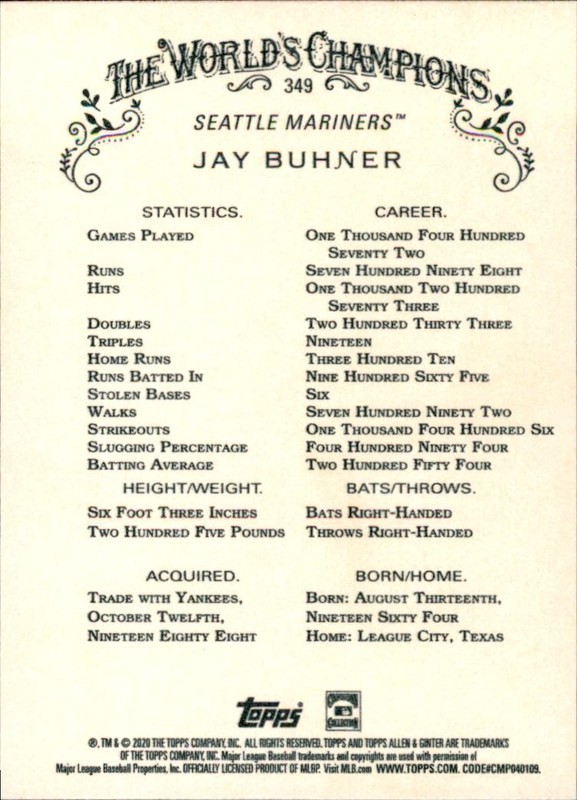 THE WORLD'S CHAMPIONS
349
SEATTLE MARINERS™
JAY BUHNER
STATISTICS. CAREER.
GAMES PLAYED ONE THOUSAND FOUR HUNDRED
SEVENTY TWO
RUNS SEVEN HUNDRED NINETY EIGHT
HITS ONE THOUSAND TWO HUNDRED
SEVENTY THREE
DOUBLES TWO HUNDRED THIRTY THREE
TRIPLES NINETEEN
HOME RUNS THREE HUNDRED TEN
RUNS BATTED IN NINE HUNDRED SIXTY FIVE
STOLEN BASES SIX
WALKS SEVEN HUNDRED NINETY TWO
STRIKEOUTS ONE THOUSAND FOUR HUNDRED SIX
SLUGGING PERCENTAGE FOUR HUNDRED NINETY FOUR
BATTING AVERAGE TWO HUNDRED FIFTY FOUR
HEIGHT/WEIGHT. BATS/THROWS.
SIX FOOT THREE INCHES BATS RIGHT-HANDED
TWO HUNDRED FIVE POUNDS THROWS RIGHT-HANDED
ACQUIRED. BORN/HOME.
TRADE WITH YANKEES, BORN: AUGUST THIRTEENTH,
OCTOBER TWELFTH, NINETEEN SIXTY FOUR
NINETEEN EIGHTY EIGHT HOME: LEAGUE CITY, TEXAS
topps
®, TM & © 2020 THE TOPPS COMPANY, INC. ALL RIGHTS RESERVED. TOPPS AND TOPPS ALLEN & GINTER ARE TRADEMARKS
OF THE TOPPS COMPANY, INC. Major League Baseball trademarks and copyrights are used with permission of
Major League Baseball Properties, Inc. OFFICIALLY LICENSED PRODUCT OF MLBP. Visit MLB.com WWW.TOPPS.COM. CODE#CMP040109.